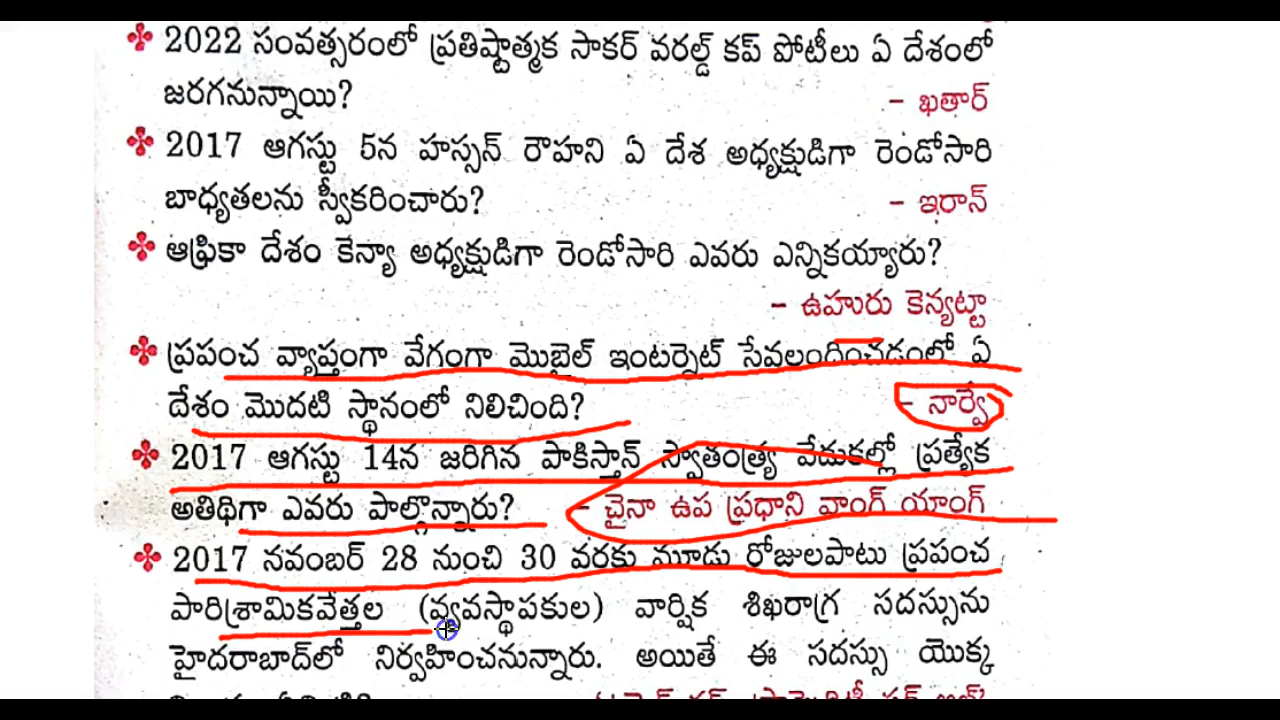 2022 సంవత్సరంలో ప్రతిష్టాత్మక సాకర్ వరల్డ్ కప్ పోటీలు ఏ దేశంలో
జరగనున్నాయి? - ఖతార్
2017 ఆగస్టు 5న హస్సన్ రౌహని ఏ దేశ అధ్యక్షుడిగా రెండోసారి
బాధ్యతలను స్వీకరించారు? - ఇరాన్
ఆఫ్రికా దేశం కెన్యా అధ్యక్షుడిగా రెండోసారి ఎవరు ఎన్నికయ్యారు?
- ఉహురు కెన్యట్టా
ప్రపంచ వ్యాప్తంగా వేగంగా మొబైల్ ఇంటర్నెట్ సేవలందించడంలో ఏ
దేశం మొదటి స్థానంలో నిలిచింది? - నార్వే
2017 ఆగస్టు 14న జరిగిన పాకిస్తాన్ స్వాతంత్ర్య వేడుకల్లో ప్రత్యేక
అతిథిగా ఎవరు పాల్గొన్నారు? - చైనా ఉప ప్రధాని వాంగ్ యాంగ్
2017 నవంబర్ 28 నుంచి 30 వరకు మూడు రోజులపాటు ప్రపంచ
పారిశ్రామికవేత్తల (వ్యవస్థాపకుల) వార్షిక శిఖరాగ్ర సదస్సును
హైదరాబాద్‌లో నిర్వహించనున్నారు. అయితే ఈ సదస్సు యొక్క